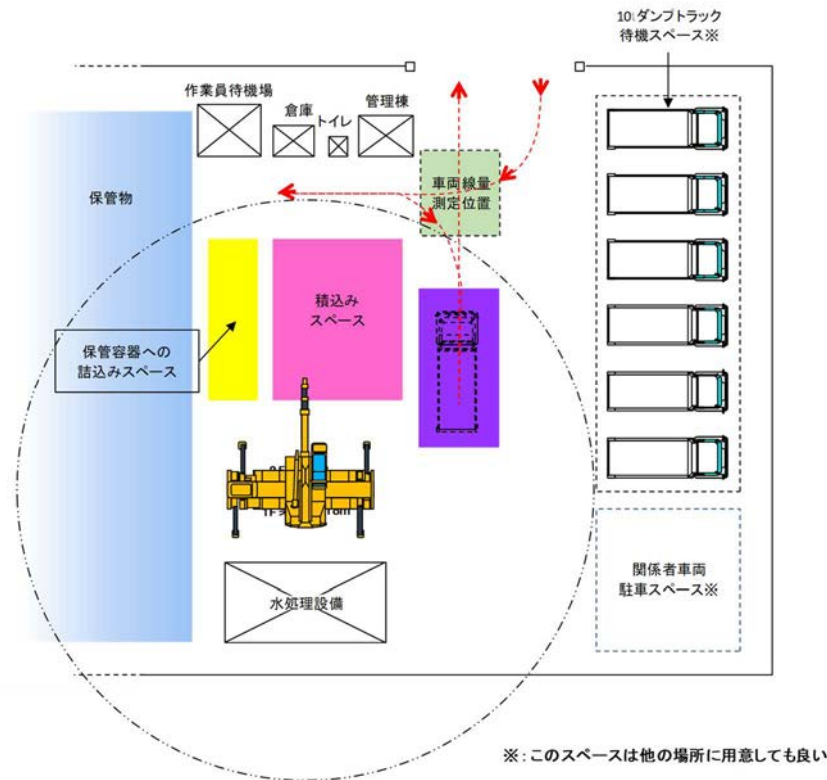 10tダンプトラック
待機スペース※
作業員待機場
倉庫
トイレ
管理棟
車両線量
測定位置
保管物
積込み
スペース
保管容器への
詰込みスペース
水処理設備
関係者車両
駐車スペース※
※：このスペースは他の場所に用意しても良い